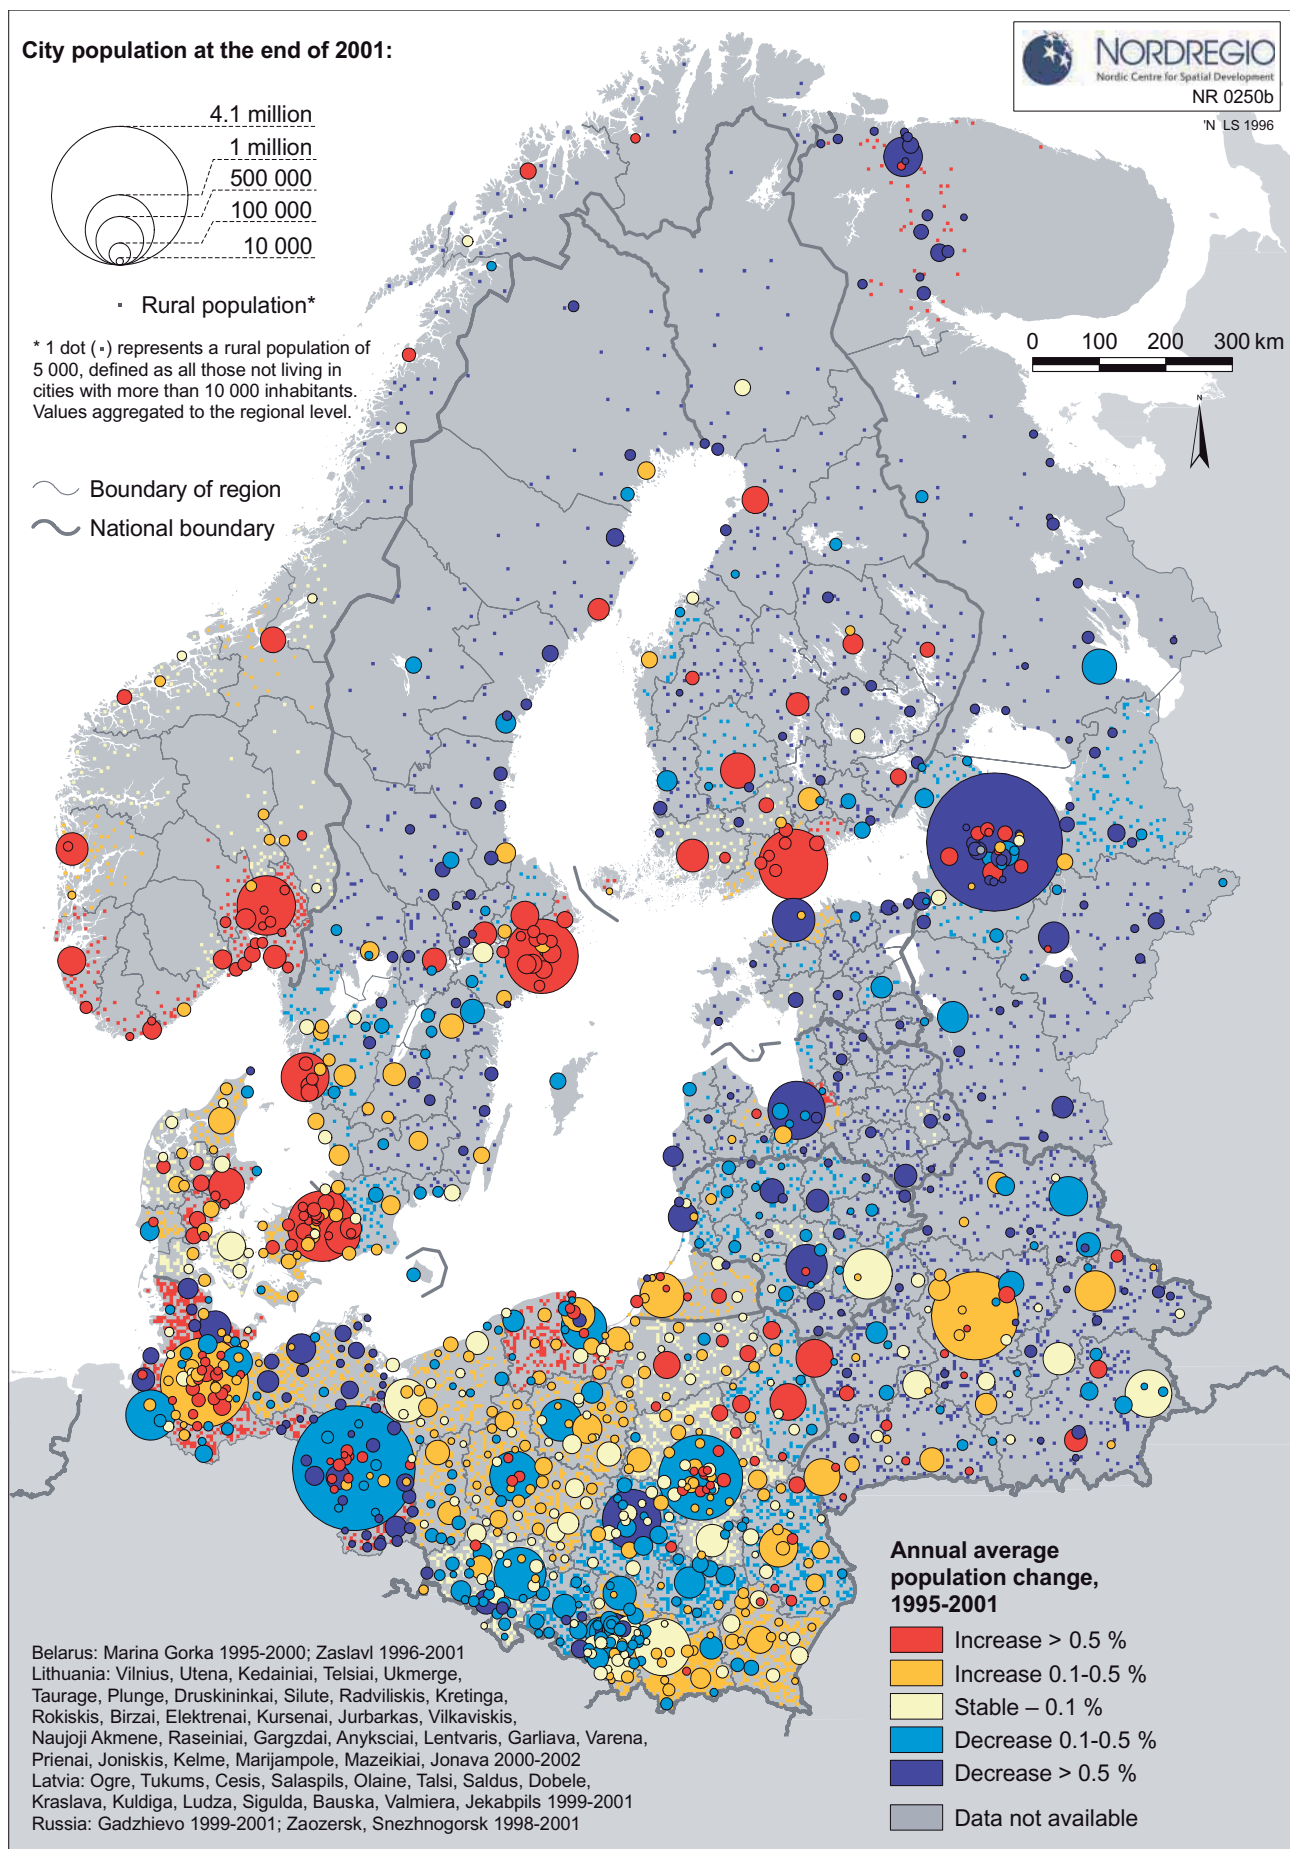 City population at the end of 2001:
4.1 million
1 million
500 000
100 000
10 000
Rural population*
* 1 dot (▪) represents a rural population of
5 000, defined as all those not living in
cities with more than 10 000 inhabitants.
Values aggregated to the regional level.
Boundary of region
National boundary
NORDREGIO
Nordic Centre for Spatial Development
NR 0250b
'N LS 1996
0 100 200 300 km
N
Annual average
population change,
1995-2001
Increase > 0.5 %
Increase 0.1-0.5 %
Stable – 0.1 %
Decrease 0.1-0.5 %
Decrease > 0.5 %
Data not available
Belarus: Marina Gorka 1995-2000; Zaslavl 1996-2001
Lithuania: Vilnius, Utena, Kedainiai, Telsiai, Ukmerge,
Taurage, Plunge, Druskininkai, Silute, Radviliskis, Kretinga,
Rokiskis, Birzai, Elektrenai, Kursenai, Jurbarkas, Vilkaviskis,
Naujoji Akmene, Raseiniai, Gargzdai, Anyksciai, Lentvaris, Garliava, Varena,
Prienai, Joniskis, Kelme, Marijampole, Mazeikiai, Jonava 2000-2002
Latvia: Ogre, Tukums, Cesis, Salaspils, Olaine, Talsi, Saldus, Dobele,
Kraslava, Kuldiga, Ludza, Sigulda, Bauska, Valmiera, Jekabpils 1999-2001
Russia: Gadzhievo 1999-2001; Zaozersk, Snezhnogorsk 1998-2001